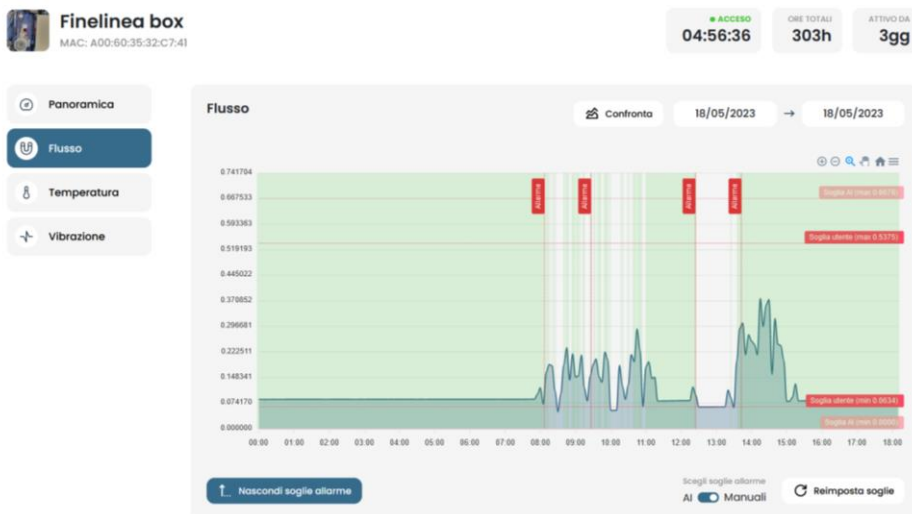 Finelinea box
MAC: A00:60:35:32:C7:41
ACCESO
04:56:36
ORE TOTALI
303h
ATTIVO DA
3gg
Panoramica
Flusso
Temperatura
Vibrazione
Flusso
Confronta
18/05/2023 → 18/05/2023
0.741704
0.667533
0.593363
0.519193
0.445022
0.370852
0.296681
0.222511
0.148341
0.074170
0.000000
Allarme
Allarme
Allarme
Allarme
Soglia utente (max 0.5375)
Soglia utente (min 0.0634)
Soglia AI (min 0.0000)
00:00 01:00 02:00 03:00 04:00 05:00 06:00 07:00 08:00 09:00 10:00 11:00 12:00 13:00 14:00 15:00 16:00 17:00 18:00
Nascondi soglie allarme
Scegli soglie allarme
AI Manuali
Reimposta soglie